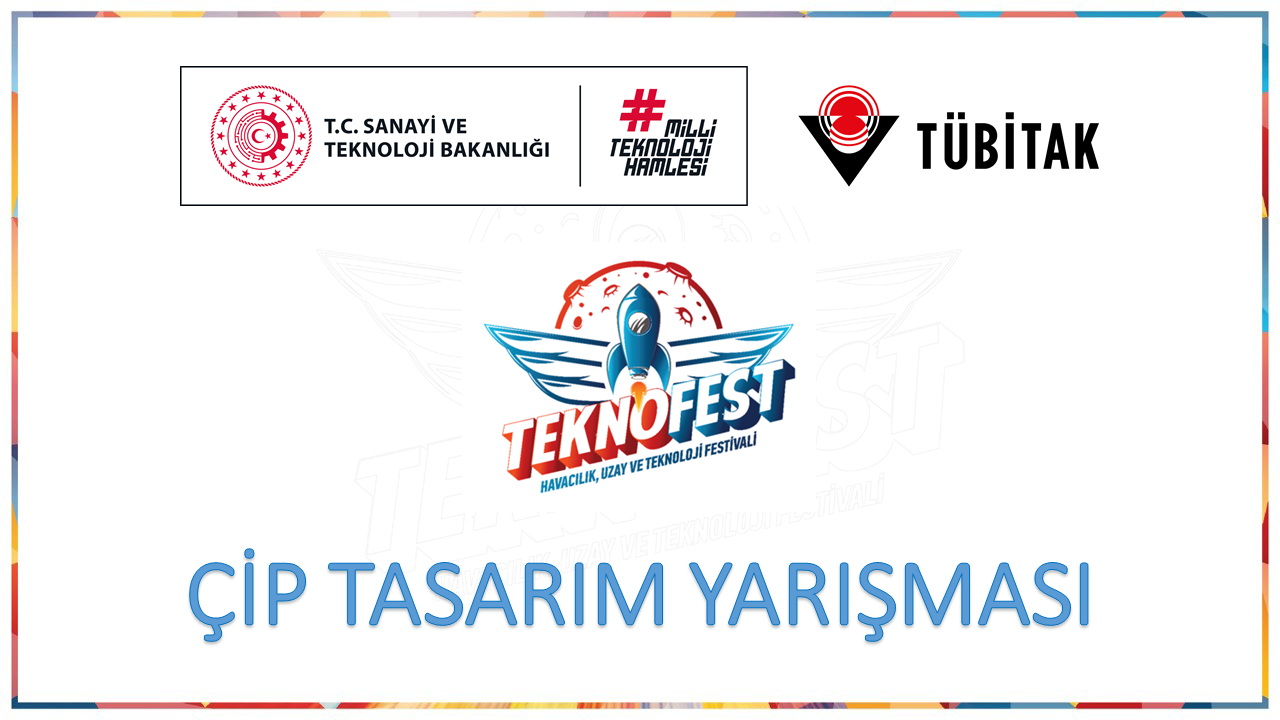 T.C. SANAYİ VE
TEKNOLOJİ BAKANLIĞI
#MİLLİ
TEKNOLOJİ
HAMLESİ
TÜBİTAK
TEKNOFEST
HAVACILIK, UZAY VE TEKNOLOJİ FESTİVALİ
ÇİP TASARIM YARIŞMASI